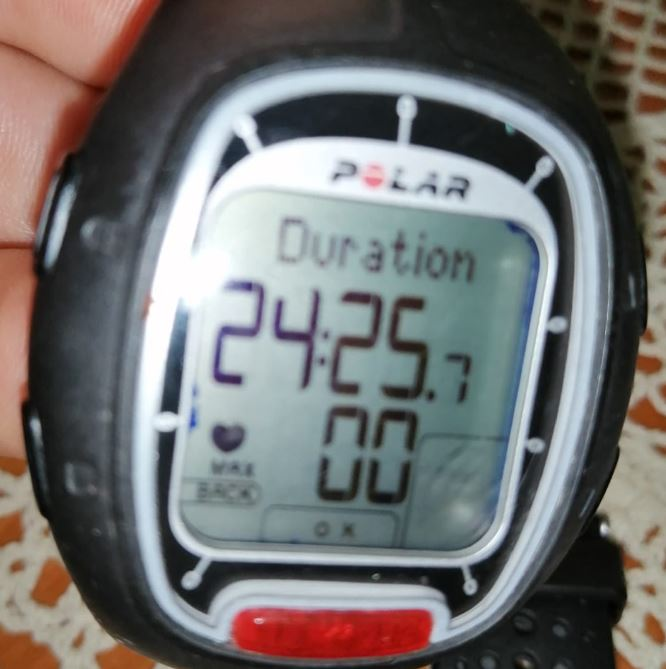 POLAR
Duration
24:25.7
00
MAX
BACK
OK